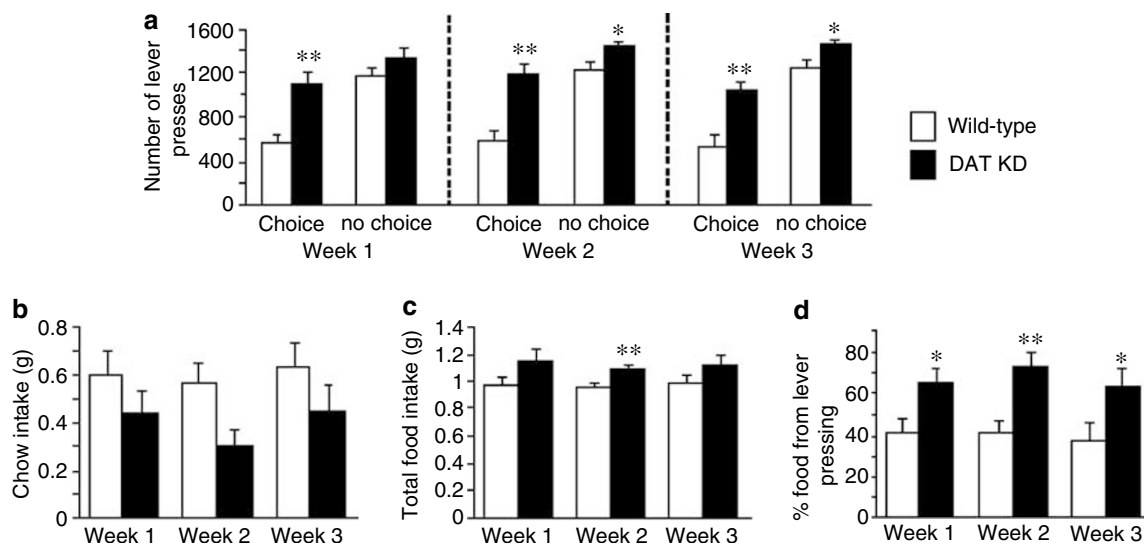 a
Number of lever
presses
1600
1200
800
400
0
** ** * ** *
Choice no choice Choice no choice Choice no choice
Week 1 Week 2 Week 3
Wild-type
DAT KD
b
Chow intake (g)
0.8
0.6
0.4
0.2
0
Week 1 Week 2 Week 3
c
Total food intake (g)
1.4
1.2
1
0.8
0.6
0.4
0.2
0
**
Week 1 Week 2 Week 3
d
% food from lever
pressing
80
60
40
20
0
* ** *
Week 1 Week 2 Week 3